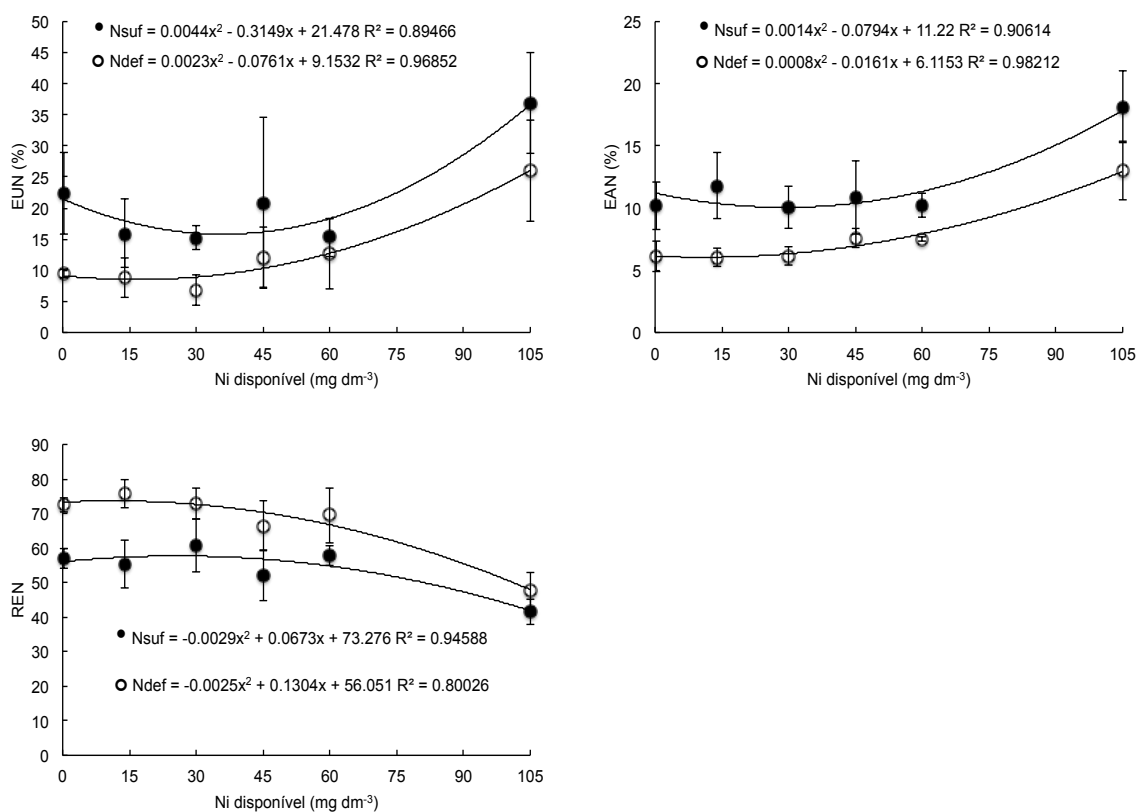 Nsuf = 0.0044x² - 0.3149x + 21.478 R² = 0.89466
Ndef = 0.0023x² - 0.0761x + 9.1532 R² = 0.96852
EUN (%)
50
45
40
35
30
25
20
15
10
5
0
0 15 30 45 60 75 90 105
Ni disponível (mg dm⁻³)
Nsuf = 0.0014x² - 0.0794x + 11.22 R² = 0.90614
Ndef = 0.0008x² - 0.0161x + 6.1153 R² = 0.98212
EAN (%)
25
20
15
10
5
0
0 15 30 45 60 75 90 105
Ni disponível (mg dm⁻³)
REN
90
80
70
60
50
40
30
20
10
0
Nsuf = -0.0029x² + 0.0673x + 73.276 R² = 0.94588
Ndef = -0.0025x² + 0.1304x + 56.051 R² = 0.80026
0 15 30 45 60 75 90 105
Ni disponível (mg dm⁻³)